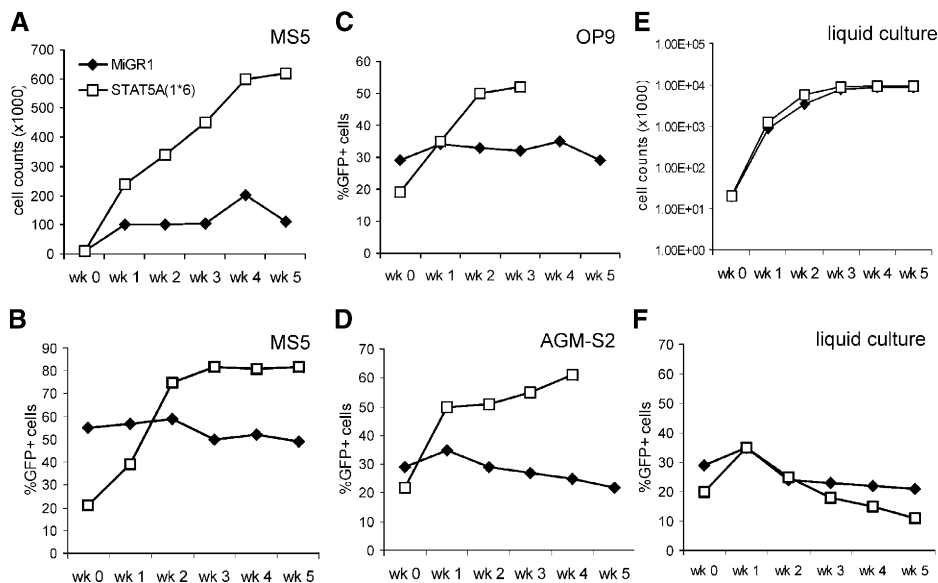 A
MS5
cell counts (x1000)
700
600
500
400
300
200
100
0
MiGR1
STAT5A(1*6)
wk 0 wk 1 wk 2 wk 3 wk 4 wk 5
C
OP9
%GFP+ cells
60
50
40
30
20
10
0
wk 0 wk 1 wk 2 wk 3 wk 4 wk 5
E
liquid culture
cell counts (x1000)
1.00E+05
1.00E+04
1.00E+03
1.00E+02
1.00E+01
1.00E+00
wk 0 wk 1 wk 2 wk 3 wk 4 wk 5
B
MS5
%GFP+ cells
90
80
70
60
50
40
30
20
10
0
wk 0 wk 1 wk 2 wk 3 wk 4 wk 5
D
AGM-S2
%GFP+ cells
70
60
50
40
30
20
10
0
wk 0 wk 1 wk 2 wk 3 wk 4 wk 5
F
liquid culture
%GFP+ cells
70
60
50
40
30
20
10
0
wk 0 wk 1 wk 2 wk 3 wk 4 wk 5